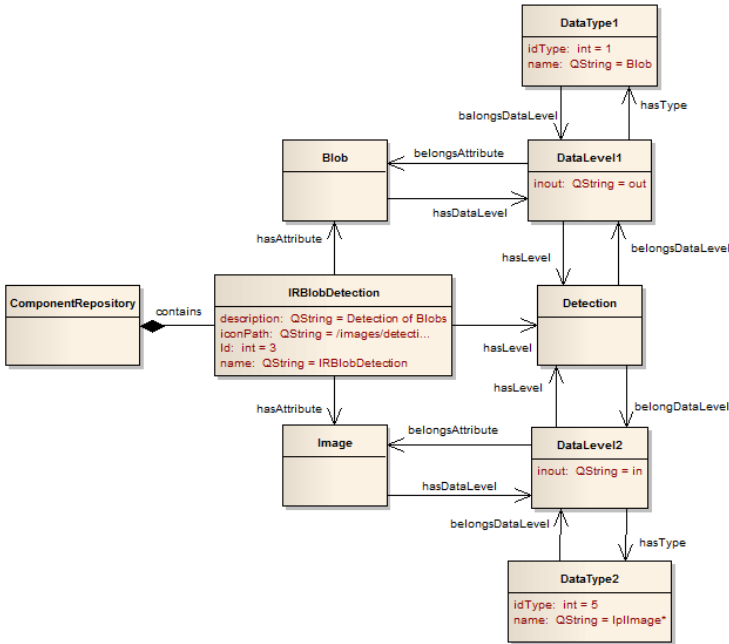 DataType1
idType: int = 1
name: QString = Blob
balongsDataLevel
hasType
Blob
belongsAttribute
DataLevel1
inout: QString = out
hasDataLevel
hasAttribute
hasLevel
belongsDataLevel
ComponentRepository
contains
IRBlobDetection
description: QString = Detection of Blobs
iconPath: QString = /images/detecti...
Id: int = 3
name: QString = IRBlobDetection
Detection
hasLevel
hasLevel
hasAttribute
belongDataLevel
Image
belongsAttribute
DataLevel2
inout: QString = in
hasDataLevel
belongsDataLevel
hasType
DataType2
idType: int = 5
name: QString = IplImage*